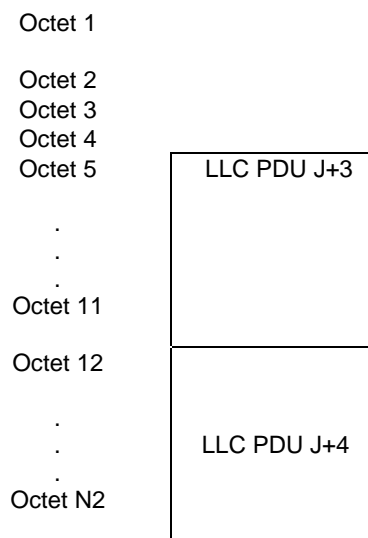 Octet 1
Octet 2
Octet 3
Octet 4
Octet 5 LLC PDU J+3
.
.
.
Octet 11
Octet 12
.
. LLC PDU J+4
.
Octet N2